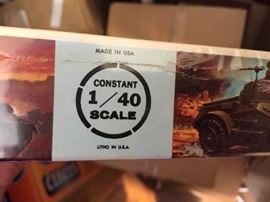 MADE IN USA
CONSTANT
1/40
SCALE
LITHO IN U.S.A.